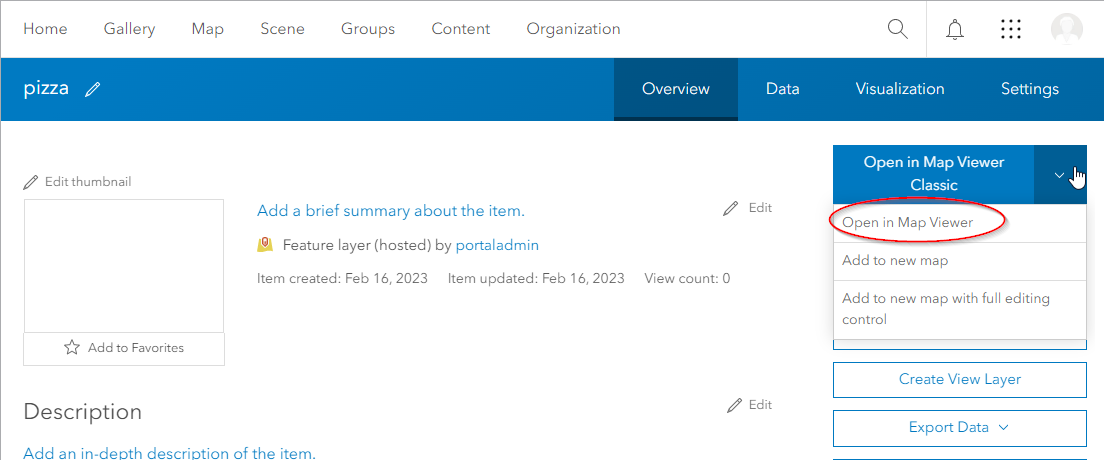 Home Gallery Map Scene Groups Content Organization
pizza Overview Data Visualization Settings
Edit thumbnail
Add a brief summary about the item.
Edit
Feature layer (hosted) by portaladmin
Item created: Feb 16, 2023 Item updated: Feb 16, 2023 View count: 0
Add to Favorites
Description
Edit
Add an in-depth description of the item.
Open in Map Viewer
Classic
Open in Map Viewer
Add to new map
Add to new map with full editing
control
Create View Layer
Export Data